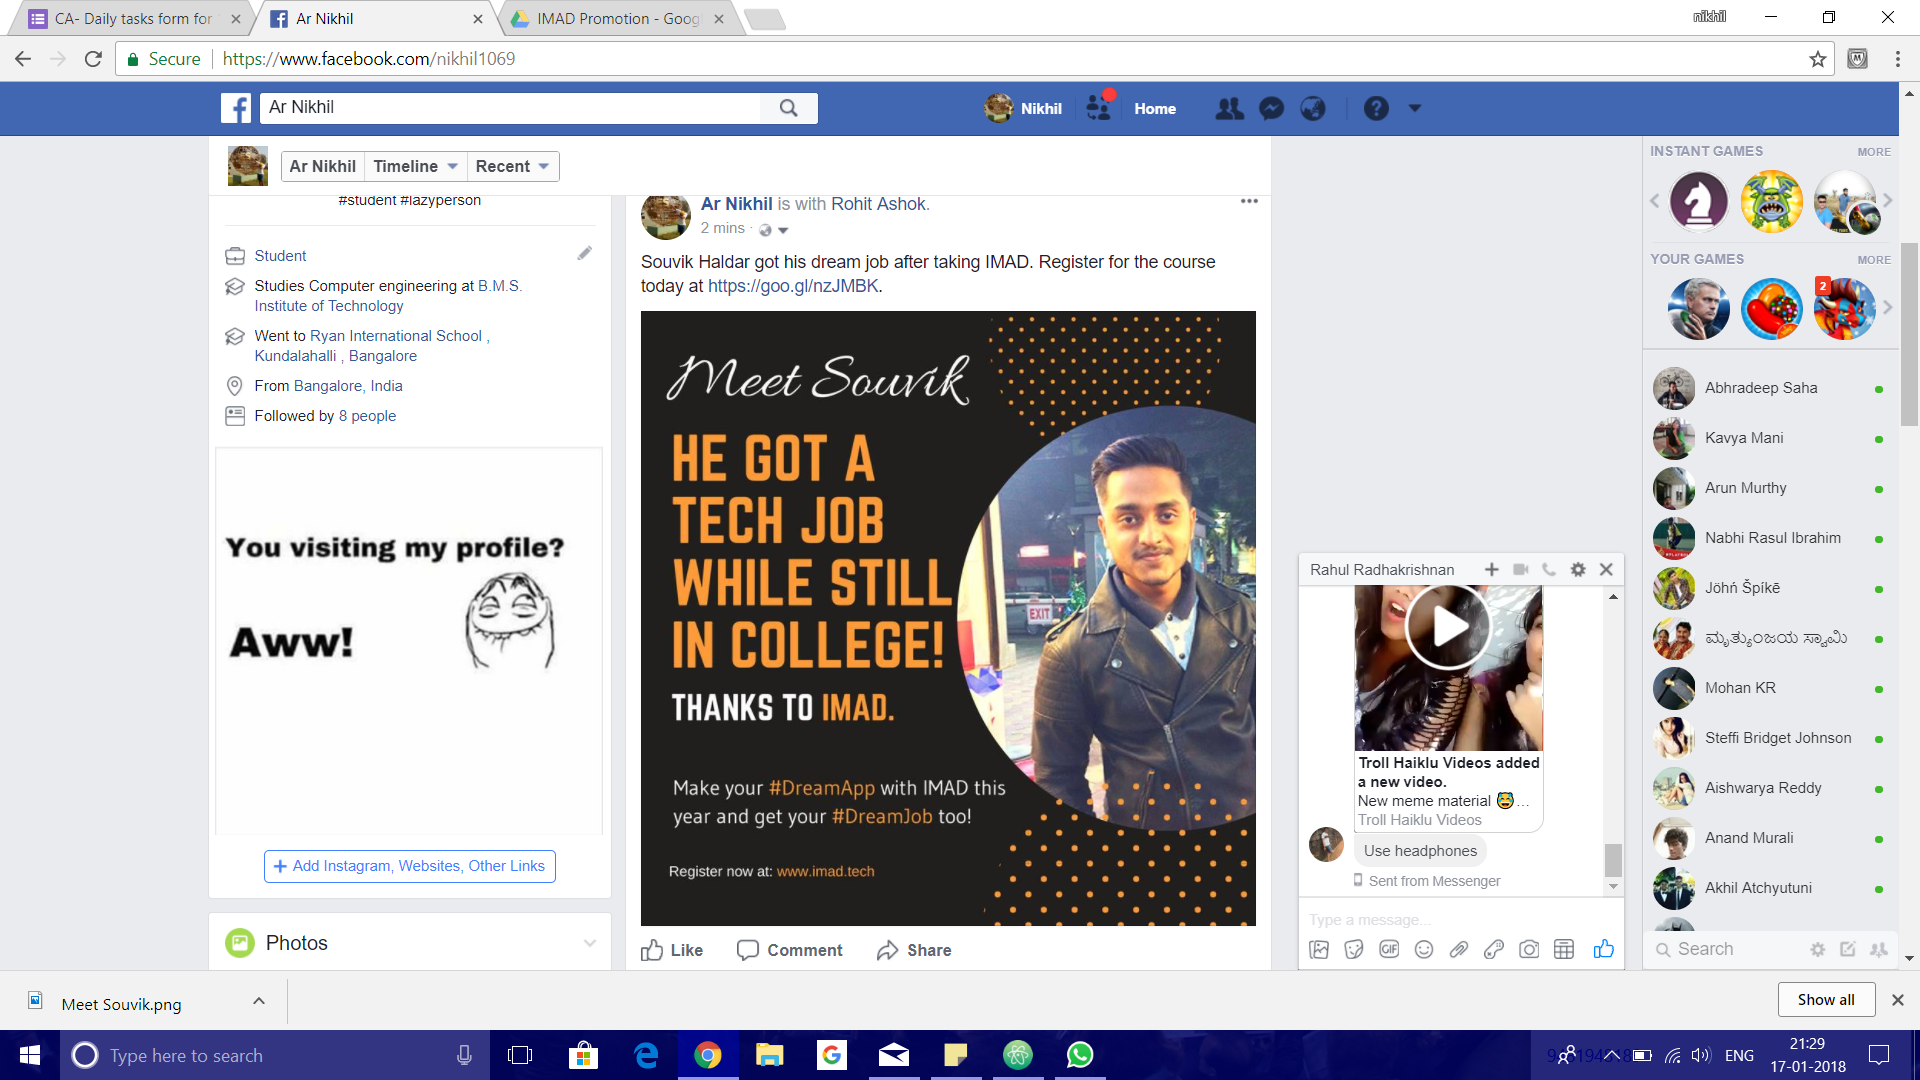 CA- Daily tasks form for
Ar Nikhil
IMAD Promotion - Goog
nikhil
Secure
https://www.facebook.com/nikhil1069
Ar Nikhil
Nikhil
Home
Ar Nikhil
Timeline
Recent
#student #lazyperson
Student
Studies Computer engineering at B.M.S.
Institute of Technology
Went to Ryan International School ,
Kundalahalli , Bangalore
From Bangalore, India
Followed by 8 people
You visiting my profile?
Aww!
+ Add Instagram, Websites, Other Links
Photos
Ar Nikhil is with Rohit Ashok.
2 mins ·
Souvik Haldar got his dream job after taking IMAD. Register for the course
today at https://goo.gl/nzJMBK.
Meet Souvik
HE GOT A
TECH JOB
WHILE STILL
IN COLLEGE!
THANKS TO IMAD.
EXIT
Make your #DreamApp with IMAD this
year and get your #DreamJob too!
Register now at: www.imad.tech
Like
Comment
Share
Rahul Radhakrishnan
Troll Haiklu Videos added
a new video.
New meme material 😂...
Troll Haiklu Videos
Use headphones
Sent from Messenger
Type a message...
GIF
INSTANT GAMES
MORE
YOUR GAMES
MORE
2
Abhradeep Saha
Kavya Mani
Arun Murthy
Nabhi Rasul Ibrahim
Jöhń Špíkē
ಮೃತ್ಯುಂಜಯ ಸ್ವಾಮಿ
Mohan KR
Steffi Bridget Johnson
Aishwarya Reddy
Anand Murali
Akhil Atchyutuni
Search
Meet Souvik.png
Show all
Type here to search
ENG
21:29
17-01-2018